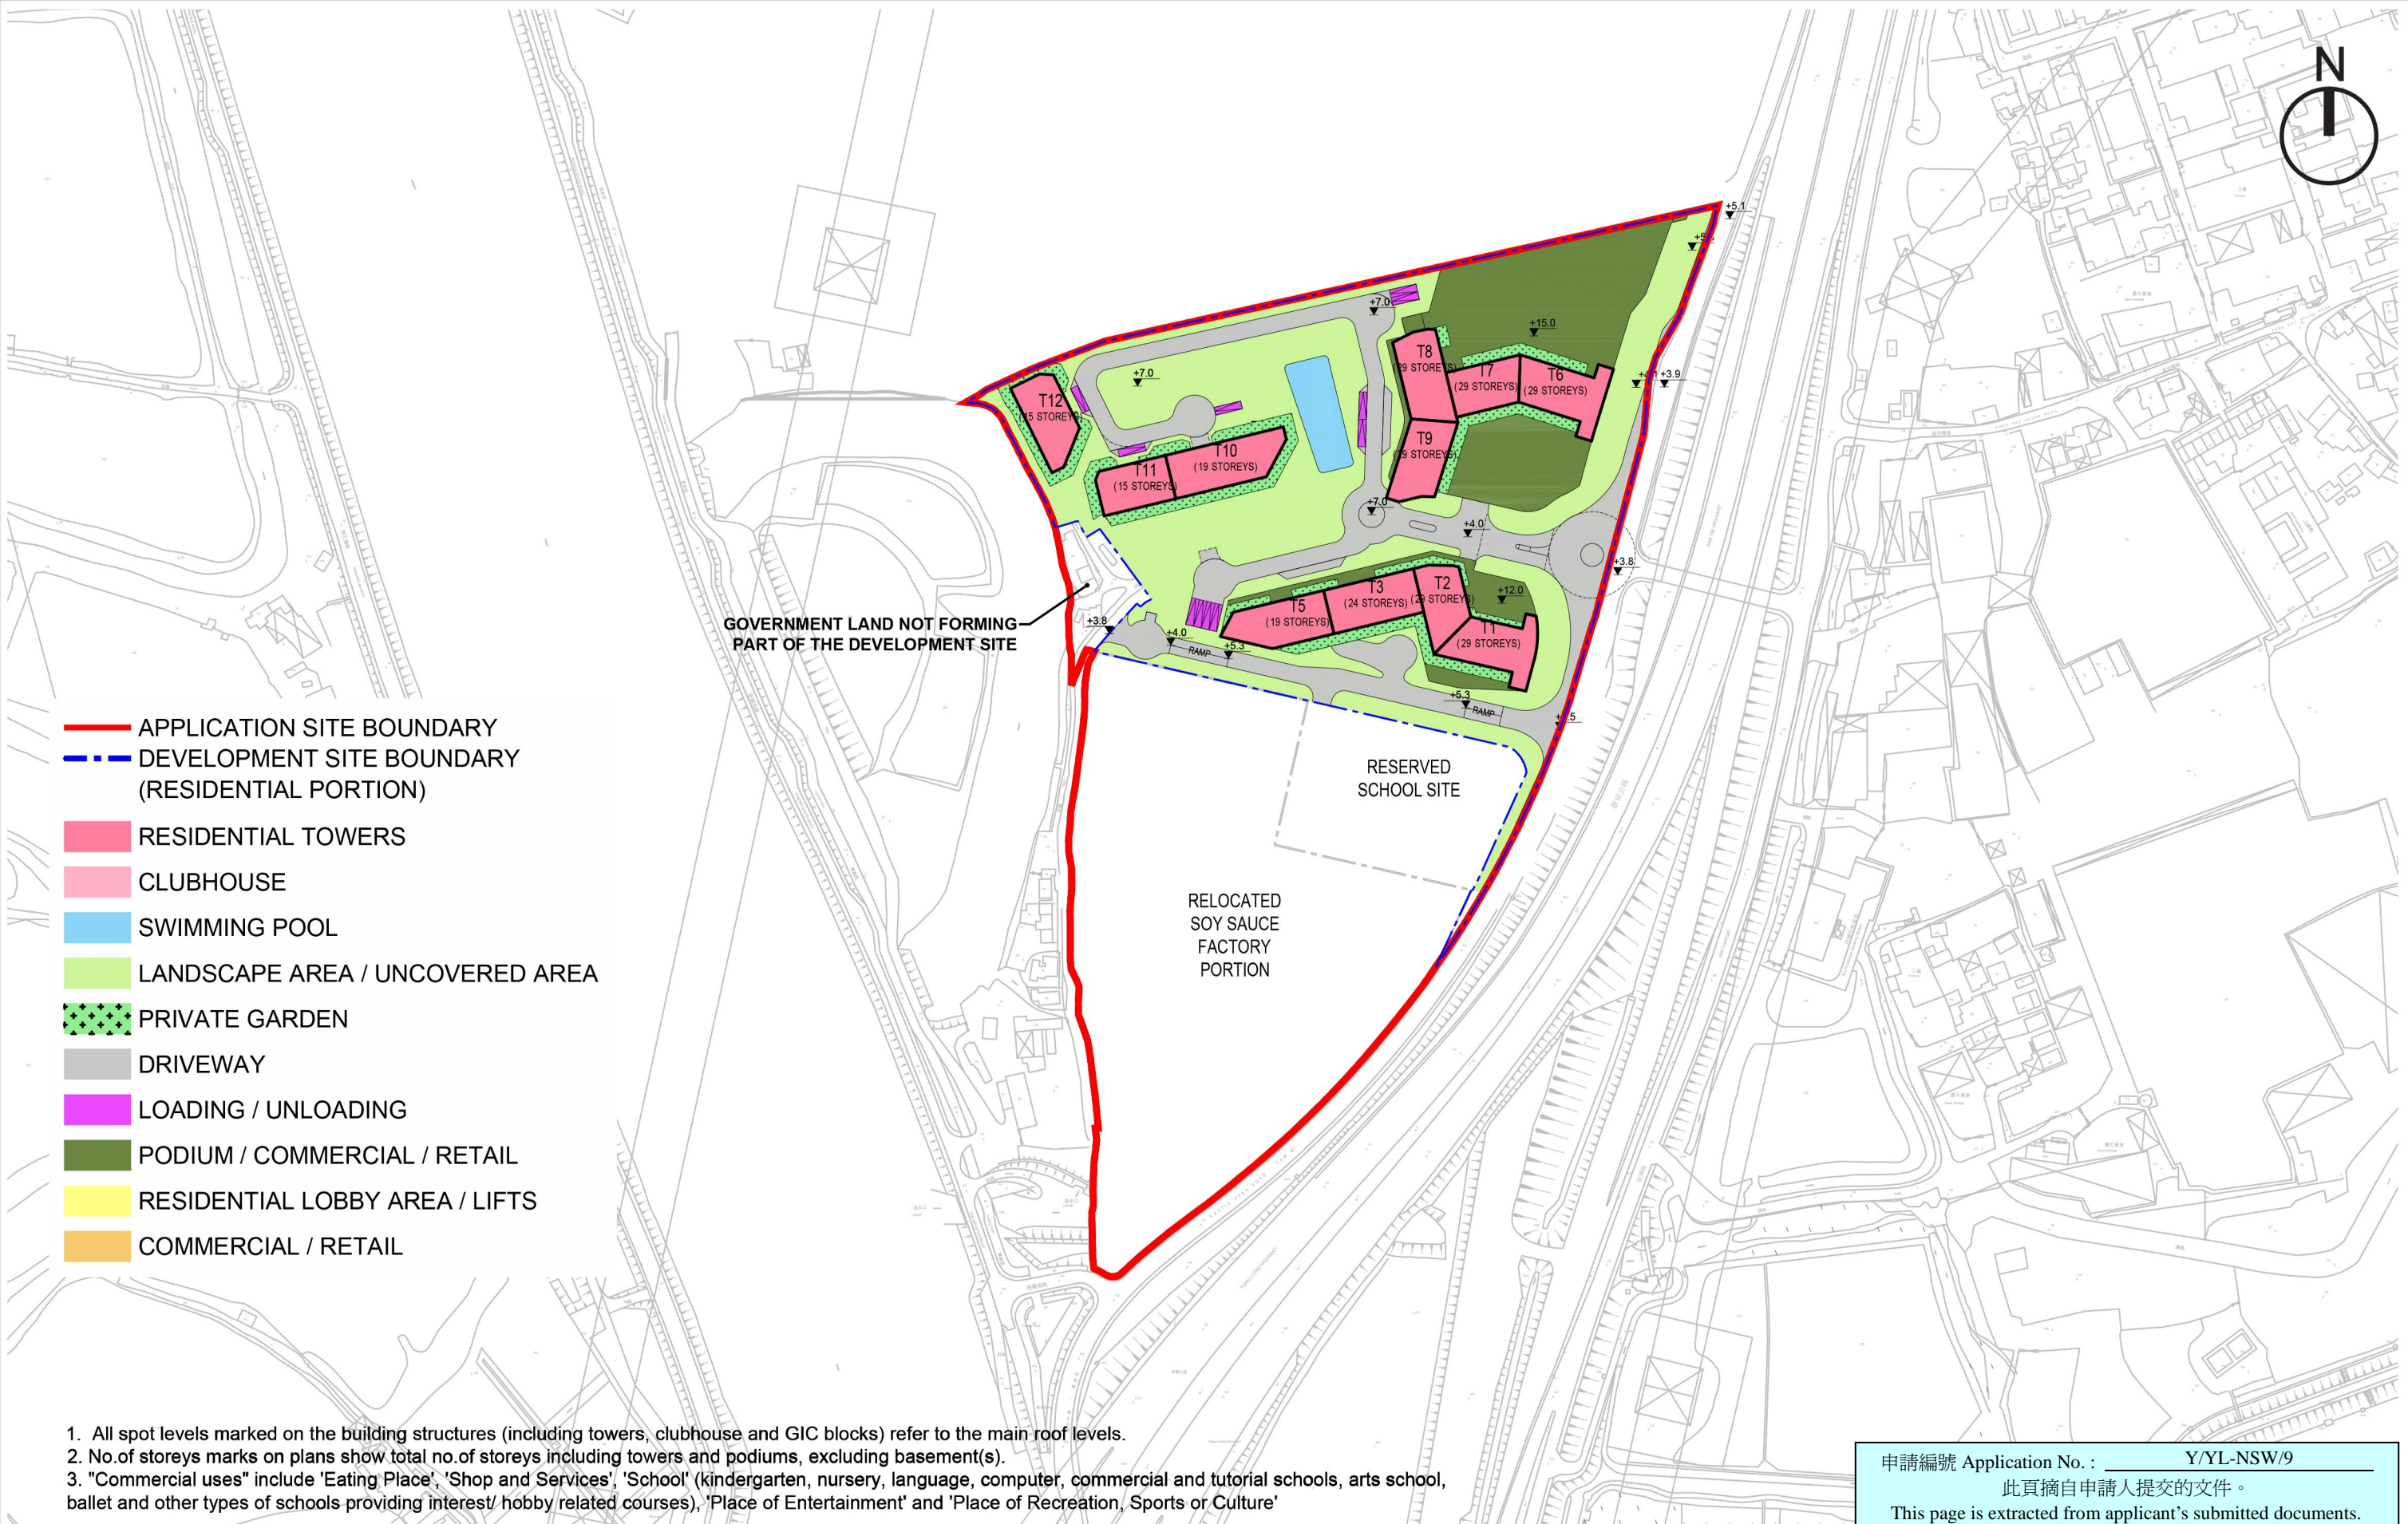 N
+5.1
+7.0
+15.0
T8
T7
(29 STOREYS)
T6
(29 STOREYS)
+3.9
+7.0
T12
T9
T10
(19 STOREYS)
T11
(15 STOREYS)
+7.0
+4.0
+3.8
T3
(24 STOREYS)
T2
+12.0
T5
(19 STOREYS)
T1
(29 STOREYS)
GOVERNMENT LAND NOT FORMING
PART OF THE DEVELOPMENT SITE
+3.8
+4.0
RAMP
+5.3
+5.3
RAMP
RESERVED
SCHOOL SITE
RELOCATED
SOY SAUCE
FACTORY
PORTION
APPLICATION SITE BOUNDARY
DEVELOPMENT SITE BOUNDARY
(RESIDENTIAL PORTION)
RESIDENTIAL TOWERS
CLUBHOUSE
SWIMMING POOL
LANDSCAPE AREA / UNCOVERED AREA
PRIVATE GARDEN
DRIVEWAY
LOADING / UNLOADING
PODIUM / COMMERCIAL / RETAIL
RESIDENTIAL LOBBY AREA / LIFTS
COMMERCIAL / RETAIL
1. All spot levels marked on the building structures (including towers, clubhouse and GIC blocks) refer to the main roof levels.
2. No.of storeys marks on plans show total no.of storeys including towers and podiums, excluding basement(s).
3. "Commercial uses" include 'Eating Place', 'Shop and Services', 'School' (kindergarten, nursery, language, computer, commercial and tutorial schools, arts school,
ballet and other types of schools providing interest/ hobby related courses), 'Place of Entertainment' and 'Place of Recreation, Sports or Culture'
申請編號 Application No. : Y/YL-NSW/9
此頁摘自申請人提交的文件。
This page is extracted from applicant's submitted documents.